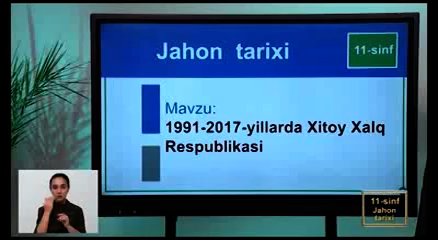 Jahon tarixi
11-sinf
Mavzu:
1991-2017-yillarda Xitoy Xalq
Respublikasi
11-sinf
Jahon
tarixi